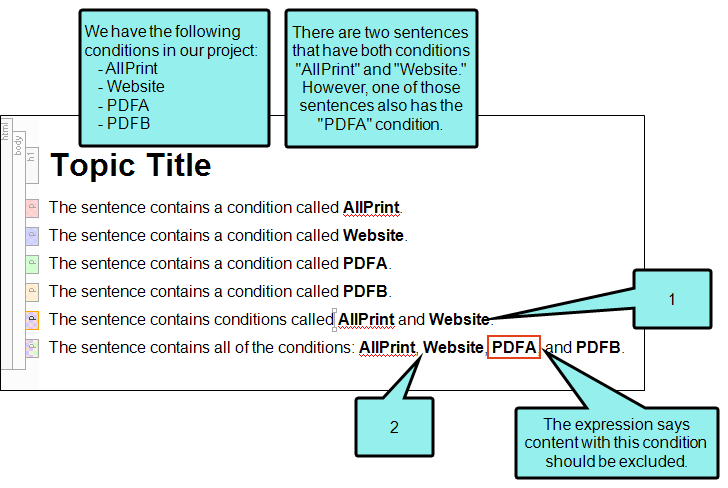 We have the following
conditions in our project:
- AllPrint
- Website
- PDFA
- PDFB
There are two sentences
that have both conditions
"AllPrint" and "Website."
However, one of those
sentences also has the
"PDFA" condition.
html
body
h1
Topic Title
p
The sentence contains a condition called AllPrint.
p
The sentence contains a condition called Website.
p
The sentence contains a condition called PDFA.
p
The sentence contains a condition called PDFB.
p
The sentence contains conditions called AllPrint and Website.
1
p
The sentence contains all of the conditions: AllPrint, Website, PDFA, and PDFB.
2
The expression says
content with this condition
should be excluded.